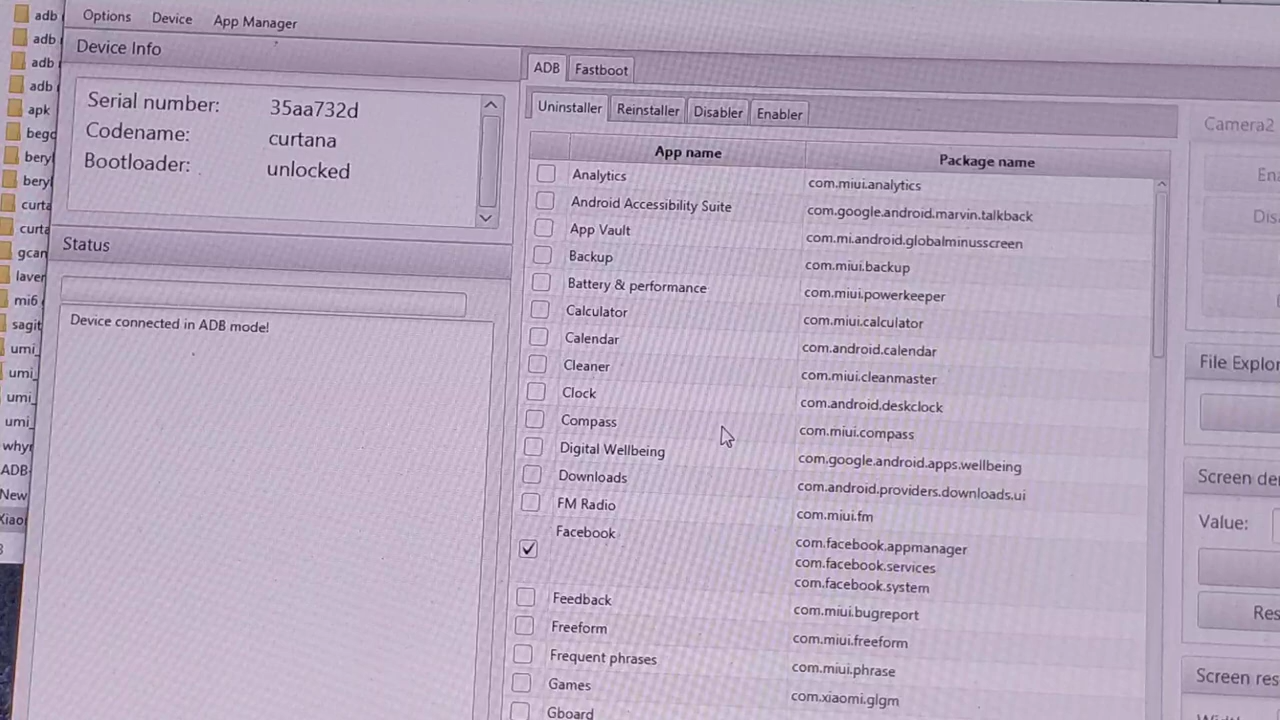 adb
adb
adb
adb
apk
curta
curta
gcan
laver
mi6
sagit
umi_
umi_
umi_
umi_
ADB
New
Xiaor
Options Device App Manager
Device Info
Serial number: 35aa732d
Codename: curtana
Bootloader: unlocked
Status
Device connected in ADB mode!
ADB Fastboot
Uninstaller Reinstaller Disabler Enabler
App name Package name
Analytics com.miui.analytics
Android Accessibility Suite com.google.android.marvin.talkback
App Vault com.mi.android.globalminusscreen
Backup com.miui.backup
Battery & performance com.miui.powerkeeper
Calculator com.miui.calculator
Calendar com.android.calendar
Cleaner com.miui.cleanmaster
Clock com.android.deskclock
Compass com.miui.compass
Digital Wellbeing com.google.android.apps.wellbeing
Downloads com.android.providers.downloads.ui
FM Radio com.miui.fm
Facebook com.facebook.appmanager
com.facebook.services
com.facebook.system
Feedback com.miui.bugreport
Freeform com.miui.freeform
Frequent phrases com.miui.phrase
Games com.xiaomi.glgm
Gboard
Camera2
Ena
Dis
File Explor
Screen der
Value:
Res
Screen res